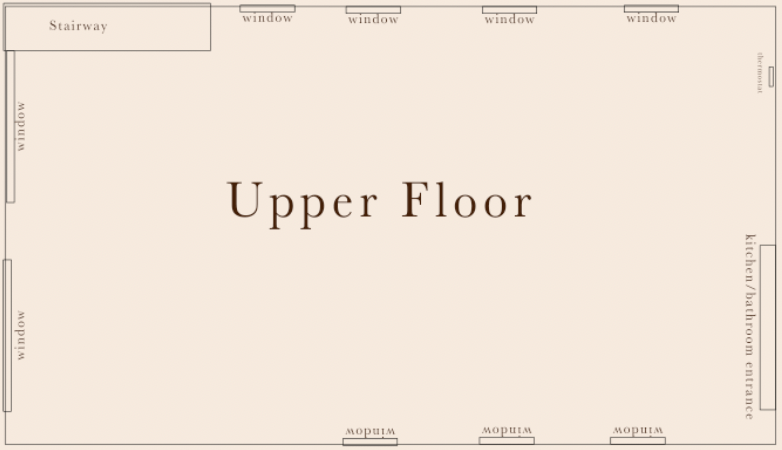 Stairway
window
window
window
window
thermostat
window
Upper Floor
kitchen/bathroom entrance
window
window
window
window